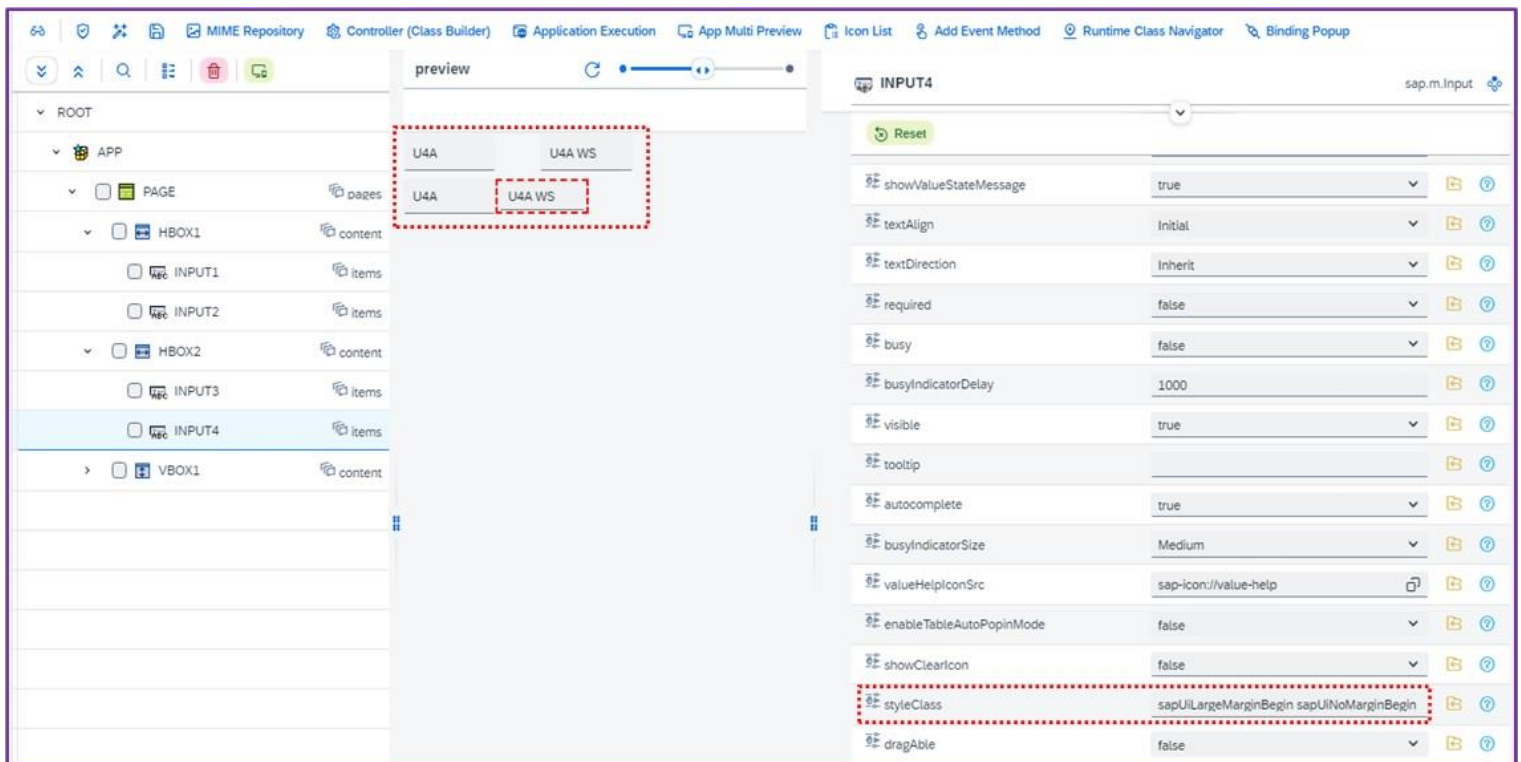 MIME Repository Controller (Class Builder) Application Execution App Multi Preview Icon List Add Event Method Runtime Class Navigator Binding Popup
ROOT
APP
PAGE pages
HBOX1 content
INPUT1 items
INPUT2 items
HBOX2 content
INPUT3 items
INPUT4 items
VBOX1 content
preview
U4A U4A WS
U4A U4A WS
INPUT4 sap.m.Input
Reset
showValueStateMessage true
textAlign Initial
textDirection Inherit
required false
busy false
busyIndicatorDelay 1000
visible true
tooltip
autocomplete true
busyIndicatorSize Medium
valueHelpIconSrc sap-icon://value-help
enableTableAutoPopinMode false
showClearIcon false
styleClass sapUiLargeMarginBegin sapUiNoMarginBegin
dragAble false